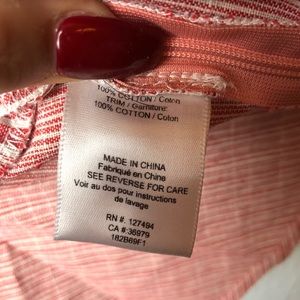 100% COTTON / Coton
TRIM / Garniture:
100% COTTON / Coton
MADE IN CHINA
Fabriqué en Chine
SEE REVERSE FOR CARE
Voir au dos pour instructions
de lavage
RN #. 127494
CA #: 36979
182B69F1